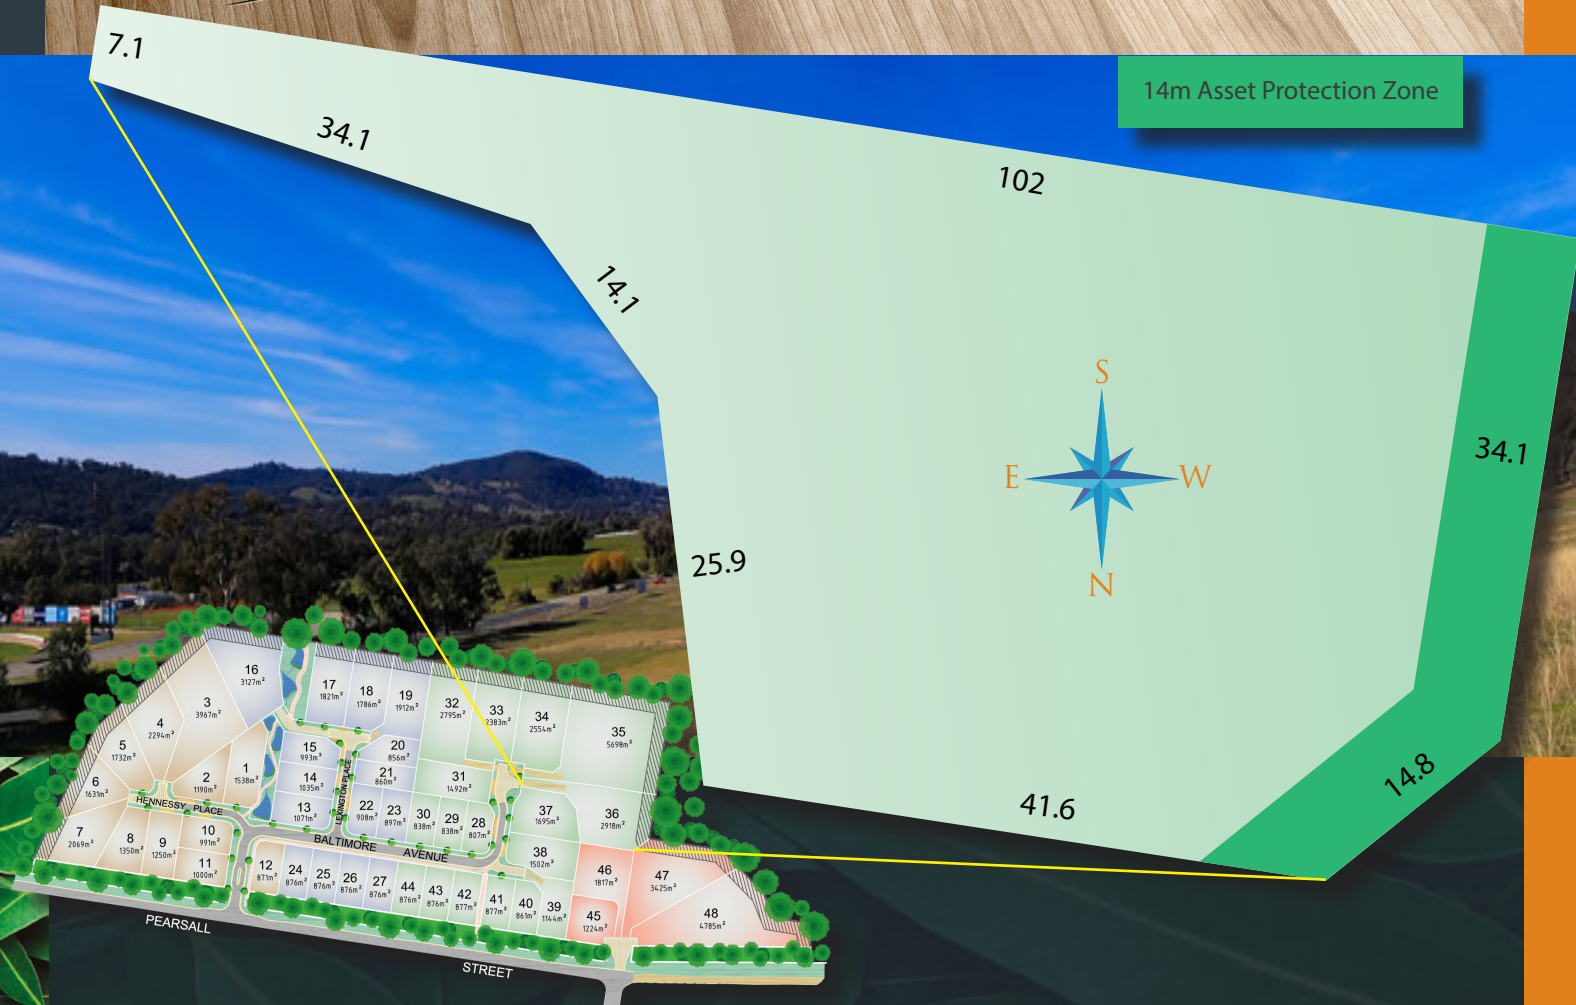 7.1
34.1
102
14m Asset Protection Zone
14.1
S
E
W
N
34.1
25.9
41.6
14.8
16
3127m²
17
1821m²
18
1786m²
19
1912m²
32
2795m²
33
2383m²
34
2554m²
35
5698m²
3
3967m²
4
2294m²
5
1732m²
6
1631m²
7
2069m²
8
1350m²
9
1250m²
10
991m²
11
1000m²
2
1190m²
1
1538m²
15
993m²
14
1035m²
13
1071m²
20
856m²
21
860m²
22
908m²
23
897m²
30
838m²
29
838m²
28
807m²
31
1492m²
37
1695m²
36
2918m²
38
1502m²
HENNESSY PLACE
LEXINGTON PLACE
BALTIMORE AVENUE
12
871m²
24
876m²
25
876m²
26
876m²
27
876m²
44
876m²
43
876m²
42
877m²
41
877m²
40
861m²
39
1144m²
46
1817m²
45
1224m²
47
3425m²
48
4785m²
PEARSALL STREET